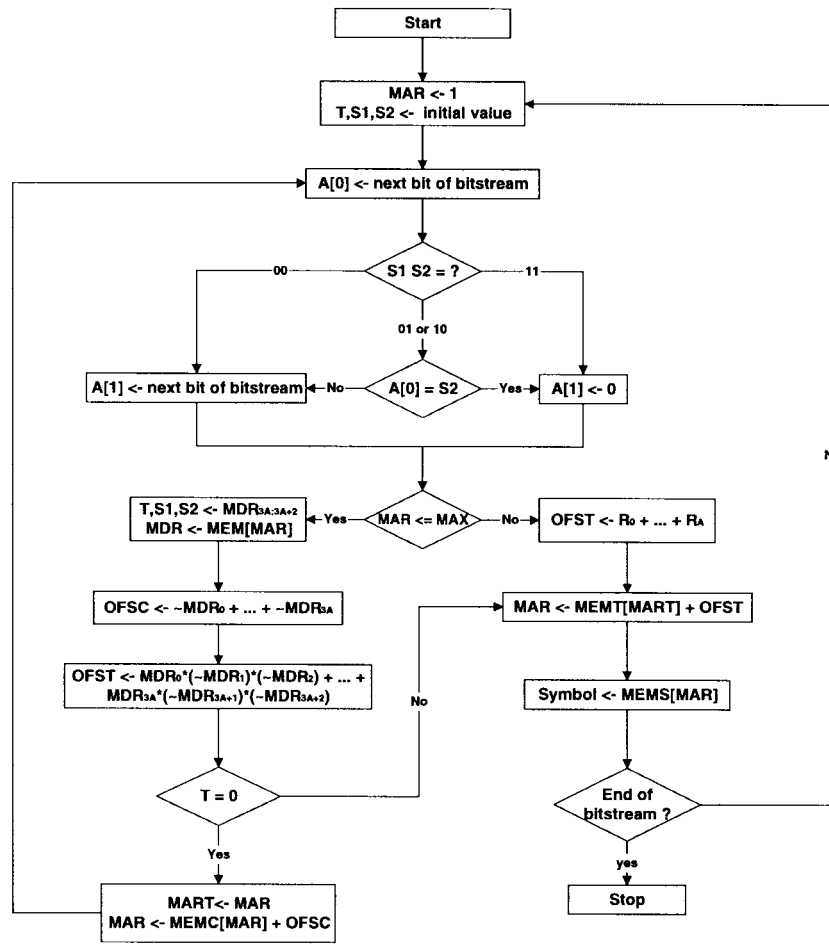 Start
MAR <- 1
T,S1,S2 <- initial value
A[0] <- next bit of bitstream
S1 S2 = ?
00
11
01 or 10
A[0] = S2
No
Yes
A[1] <- next bit of bitstream
A[1] <- 0
MAR <= MAX
Yes
No
T,S1,S2 <- MDR3A:3A+2
MDR <- MEM[MAR]
OFST <- R0 + ... + RA
OFSC <- ~MDR0 + ... + ~MDR3A
MAR <- MEMT[MART] + OFST
OFST <- MDR0*(~MDR1)*(~MDR2) + ... +
MDR3A*(~MDR3A+1)*(~MDR3A+2)
No
Symbol <- MEMS[MAR]
T = 0
End of
bitstream ?
Yes
yes
MART<- MAR
MAR <- MEMC[MAR] + OFSC
Stop